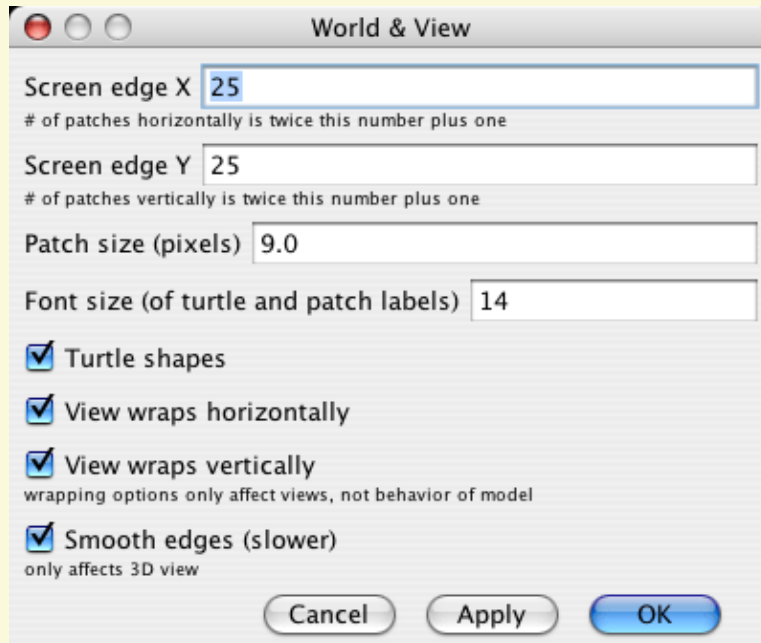 World & View
Screen edge X 25
# of patches horizontally is twice this number plus one
Screen edge Y 25
# of patches vertically is twice this number plus one
Patch size (pixels) 9.0
Font size (of turtle and patch labels) 14
Turtle shapes
View wraps horizontally
View wraps vertically
wrapping options only affect views, not behavior of model
Smooth edges (slower)
only affects 3D view
Cancel Apply OK